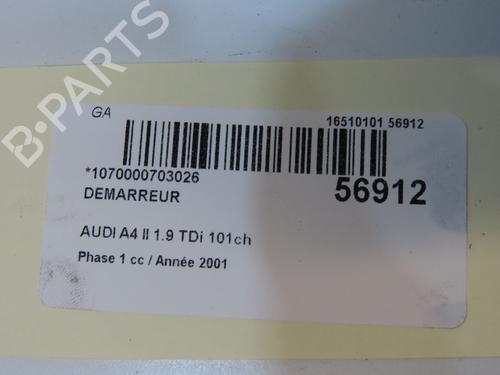 GA
16510101 56912
*1070000703026
56912
DEMARREUR
AUDI A4 II 1.9 TDi 101ch
Phase 1 cc / Année 2001
B-PARTS